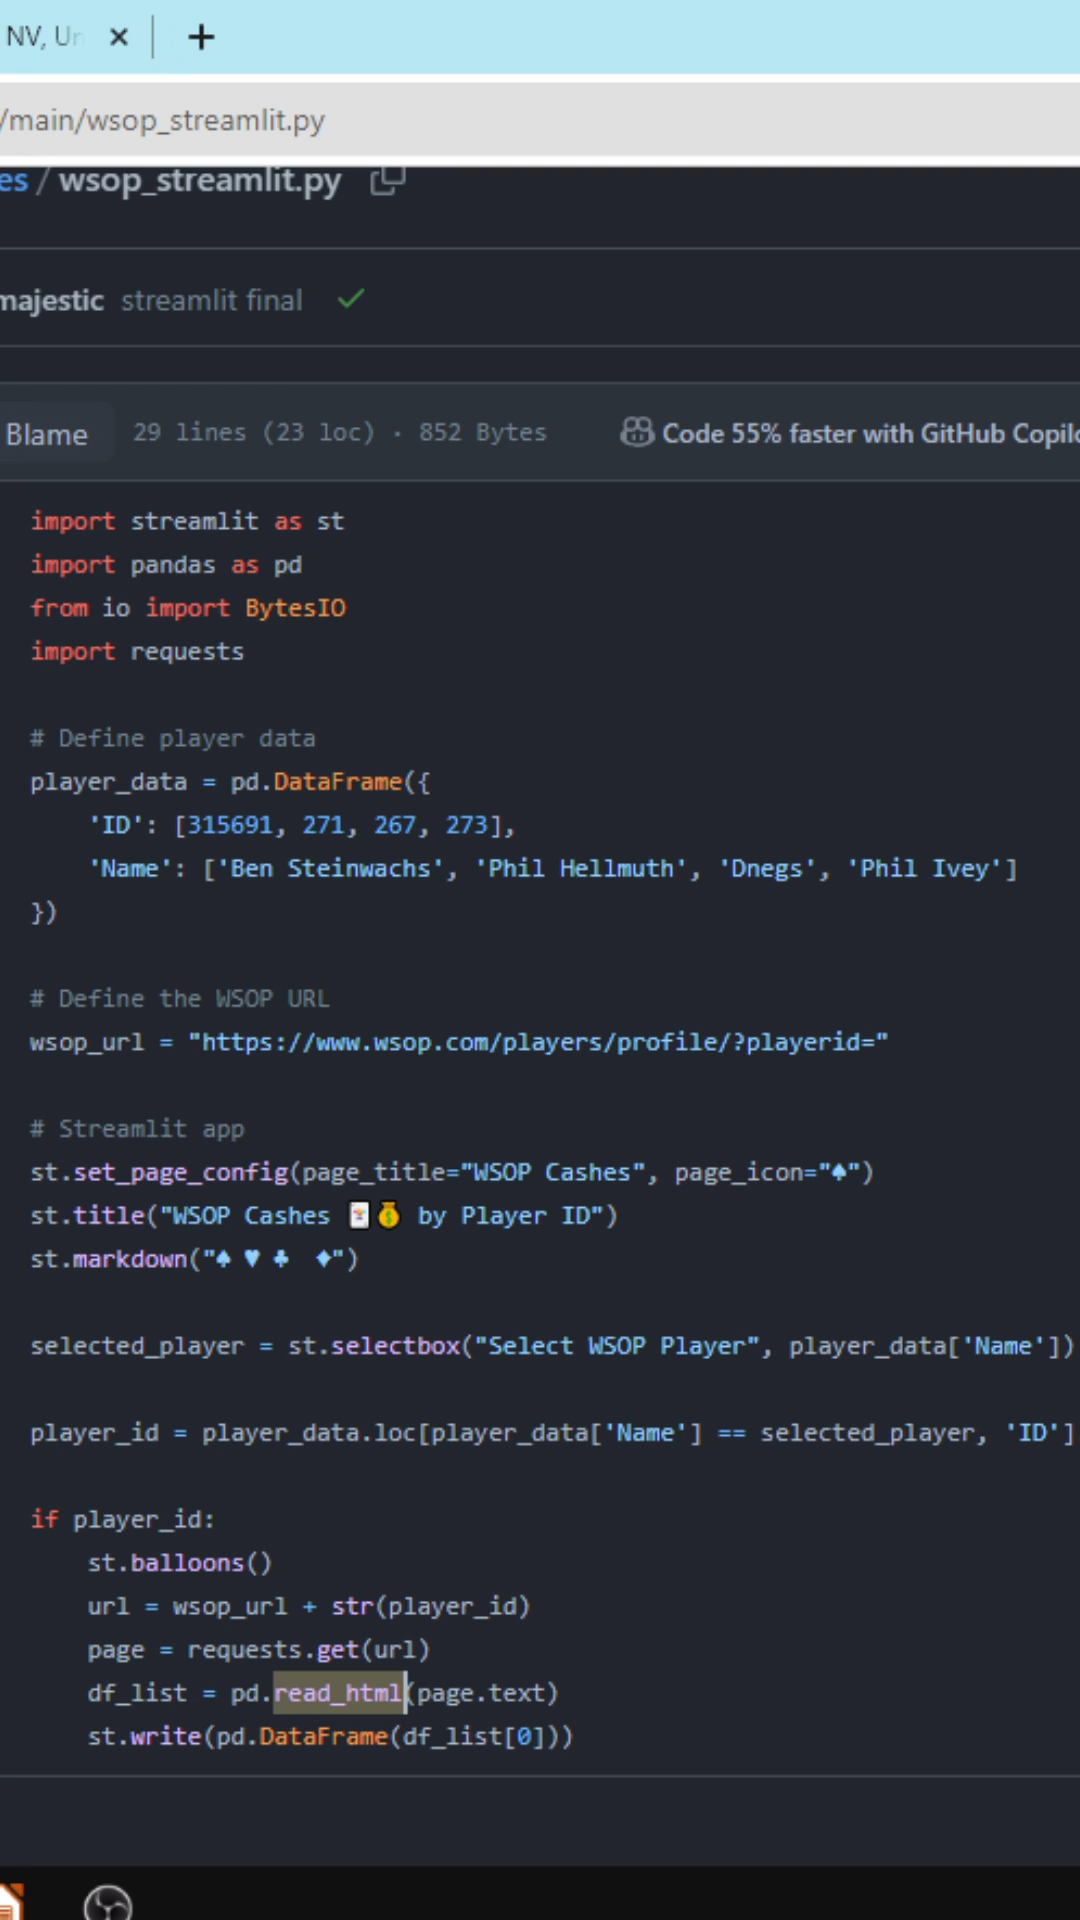 NV, Un
/main/wsop_streamlit.py
es / wsop_streamlit.py
majestic streamlit final
Blame 29 lines (23 loc) · 852 Bytes Code 55% faster with GitHub Copilo
import streamlit as st
import pandas as pd
from io import BytesIO
import requests
# Define player data
player_data = pd.DataFrame({
    'ID': [315691, 271, 267, 273],
    'Name': ['Ben Steinwachs', 'Phil Hellmuth', 'Dnegs', 'Phil Ivey']
})
# Define the WSOP URL
wsop_url = "https://www.wsop.com/players/profile/?playerid="
# Streamlit app
st.set_page_config(page_title="WSOP Cashes", page_icon="♠")
st.title("WSOP Cashes 🃏💰 by Player ID")
st.markdown("♠ ♥ ♣  ♦")
selected_player = st.selectbox("Select WSOP Player", player_data['Name'])
player_id = player_data.loc[player_data['Name'] == selected_player, 'ID']
if player_id:
    st.balloons()
    url = wsop_url + str(player_id)
    page = requests.get(url)
    df_list = pd.read_html(page.text)
    st.write(pd.DataFrame(df_list[0]))